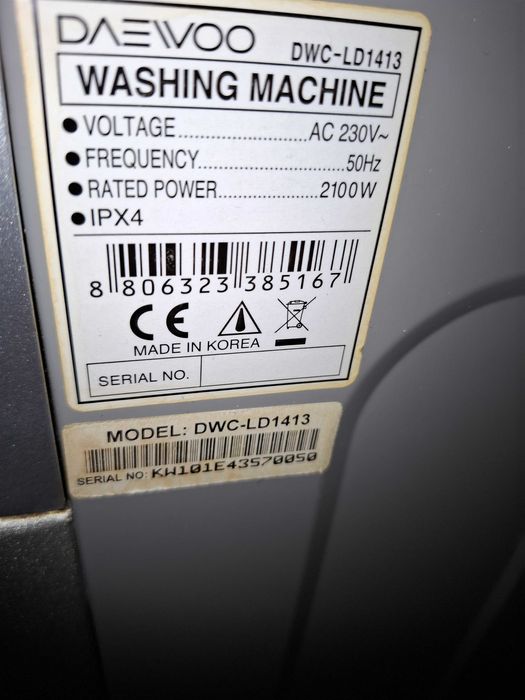 DAEWOO DWC-LD1413
WASHING MACHINE
● VOLTAGE....................AC 230V~
● FREQUENCY.......................50Hz
● RATED POWER.................2100W
● IPX4
8 806323 385167
CE
MADE IN KOREA
SERIAL NO.
MODEL: DWC-LD1413
SERIAL NO: KW101E43570050